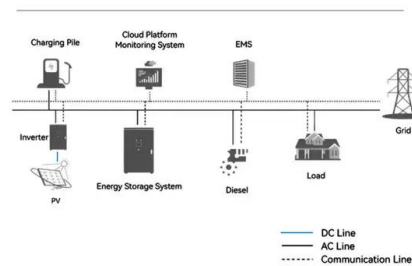 Charging Pile
Cloud Platform
Monitoring System
EMS
Grid
Inverter
PV
Energy Storage System
Diesel
Load
DC Line
AC Line
Communication Line